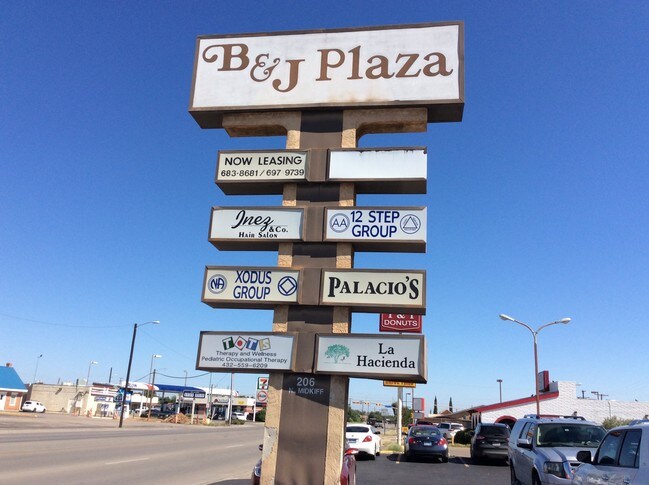 B&J Plaza
NOW LEASING
683-8681 / 697 9739
Inez
& Co.
HAIR SALON
AA
12 STEP
GROUP
NA
XODUS
GROUP
PALACIO'S
TOTS
Therapy and Wellness
Pediatric Occupational Therapy
432-559-6209
La
Hacienda
DONUTS
206
N. MIDKIFF